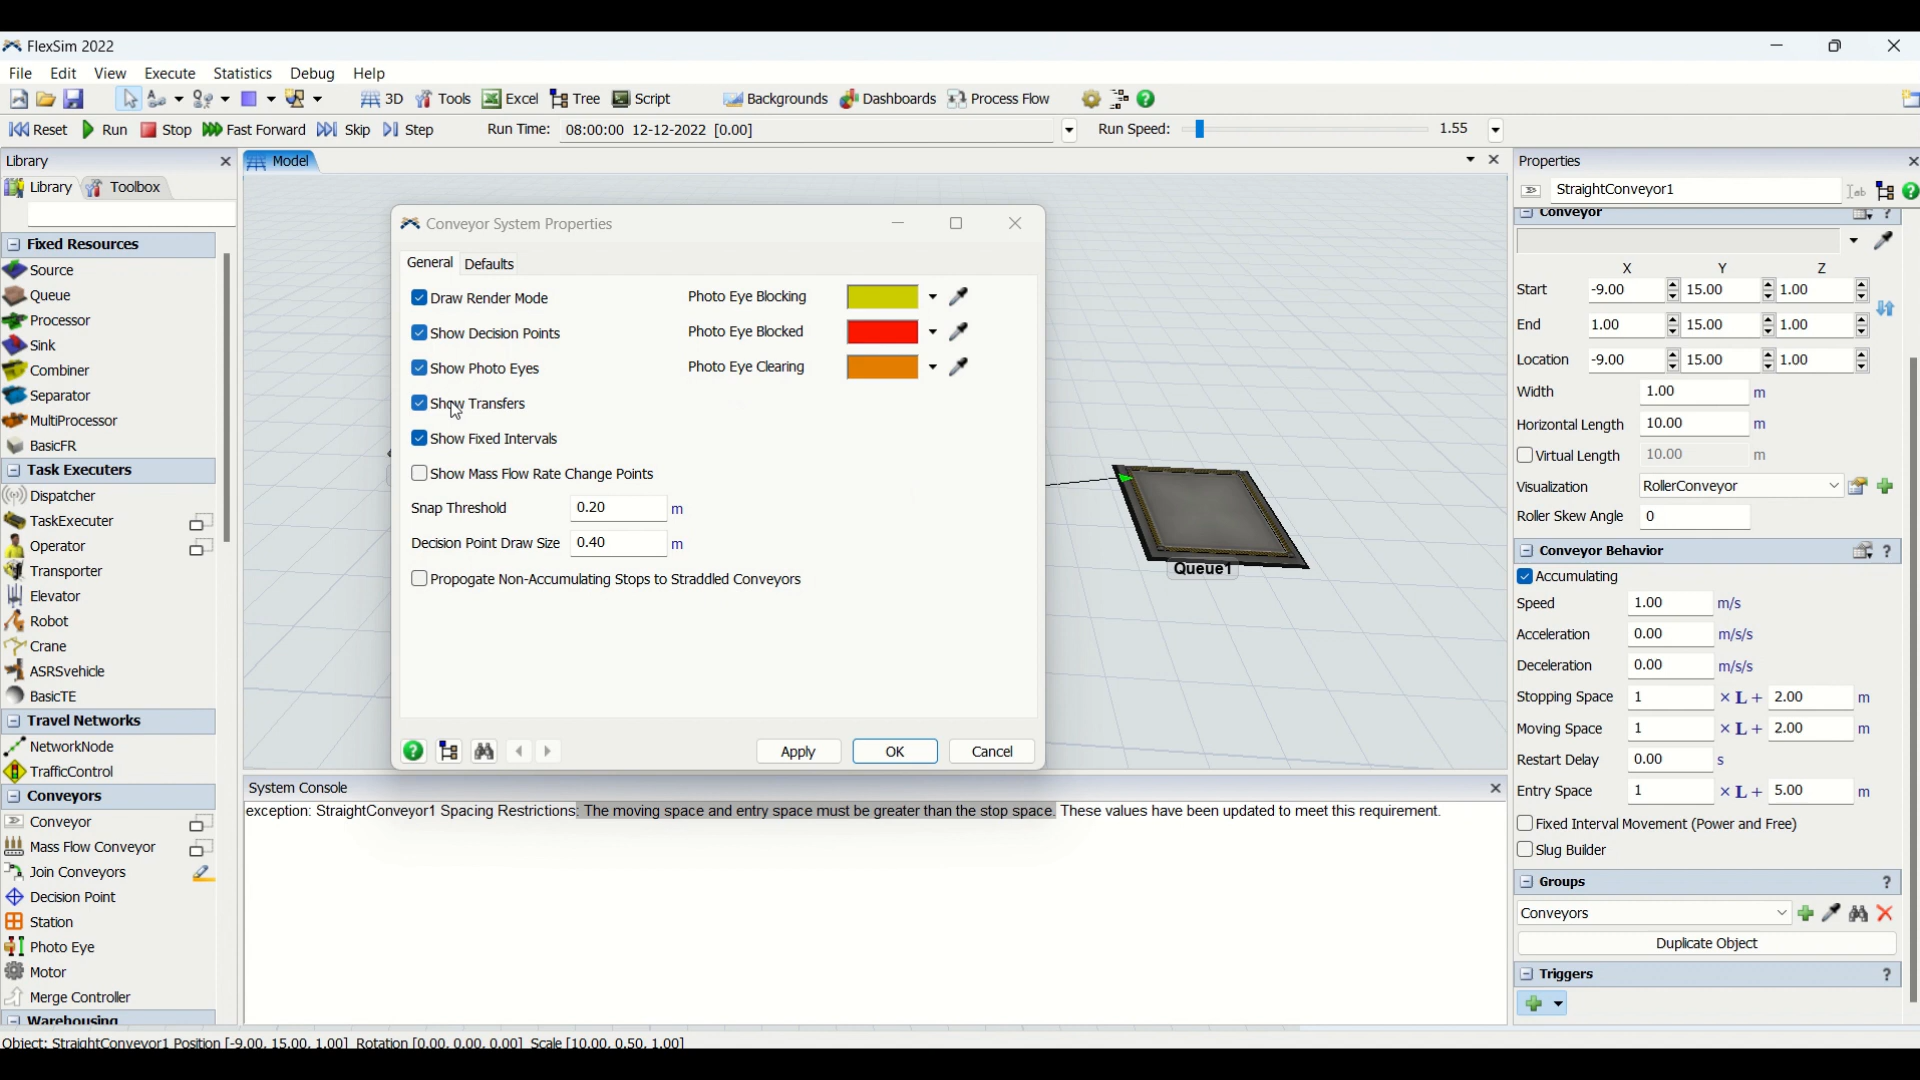 FlexSim 2022
File Edit View Execute Statistics Debug Help
3D Tools Excel Tree Script Backgrounds Dashboards Process Flow
Reset Run Stop Fast Forward Skip Step Run Time: 08:00:00 12-12-2022 [0.00] Run Speed: 1.55
Library
Library Toolbox
Fixed Resources
Source
Queue
Processor
Sink
Combiner
Separator
MultiProcessor
BasicFR
Task Executers
Dispatcher
TaskExecuter
Operator
Transporter
Elevator
Robot
Crane
ASRSvehicle
BasicTE
Travel Networks
NetworkNode
TrafficControl
Conveyors
Conveyor
Mass Flow Conveyor
Join Conveyors
Decision Point
Station
Photo Eye
Motor
Merge Controller
Warehousing
Model
Conveyor System Properties
General Defaults
Draw Render Mode Photo Eye Blocking
Show Decision Points Photo Eye Blocked
Show Photo Eyes Photo Eye Clearing
Show Transfers
Show Fixed Intervals
Show Mass Flow Rate Change Points
Snap Threshold 0.20 m
Decision Point Draw Size 0.40 m
Propogate Non-Accumulating Stops to Straddled Conveyors
Apply OK Cancel
Queue1
System Console
exception: StraightConveyor1 Spacing Restrictions: The moving space and entry space must be greater than the stop space. These values have been updated to meet this requirement.
Properties
StraightConveyor1
Conveyor
X Y Z
Start -9.00 15.00 1.00
End 1.00 15.00 1.00
Location -9.00 15.00 1.00
Width 1.00 m
Horizontal Length 10.00 m
Virtual Length 10.00 m
Visualization RollerConveyor
Roller Skew Angle 0
Conveyor Behavior
Accumulating
Speed 1.00 m/s
Acceleration 0.00 m/s/s
Deceleration 0.00 m/s/s
Stopping Space 1 × L + 2.00 m
Moving Space 1 × L + 2.00 m
Restart Delay 0.00 s
Entry Space 1 × L + 5.00 m
Fixed Interval Movement (Power and Free)
Slug Builder
Groups
Conveyors
Duplicate Object
Triggers
Object: StraightConveyor1 Position [-9.00, 15.00, 1.00] Rotation [0.00, 0.00, 0.00] Scale [10.00, 0.50, 1.00]